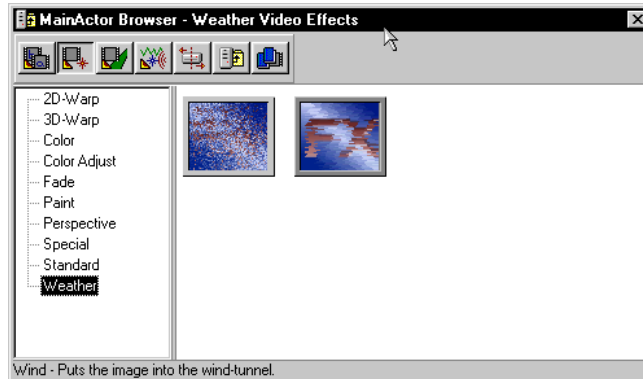 MainActor Browser - Weather Video Effects
2D-Warp
3D-Warp
Color
Color Adjust
Fade
Paint
Perspective
Special
Standard
Weather
FX
Wind - Puts the image into the wind-tunnel.